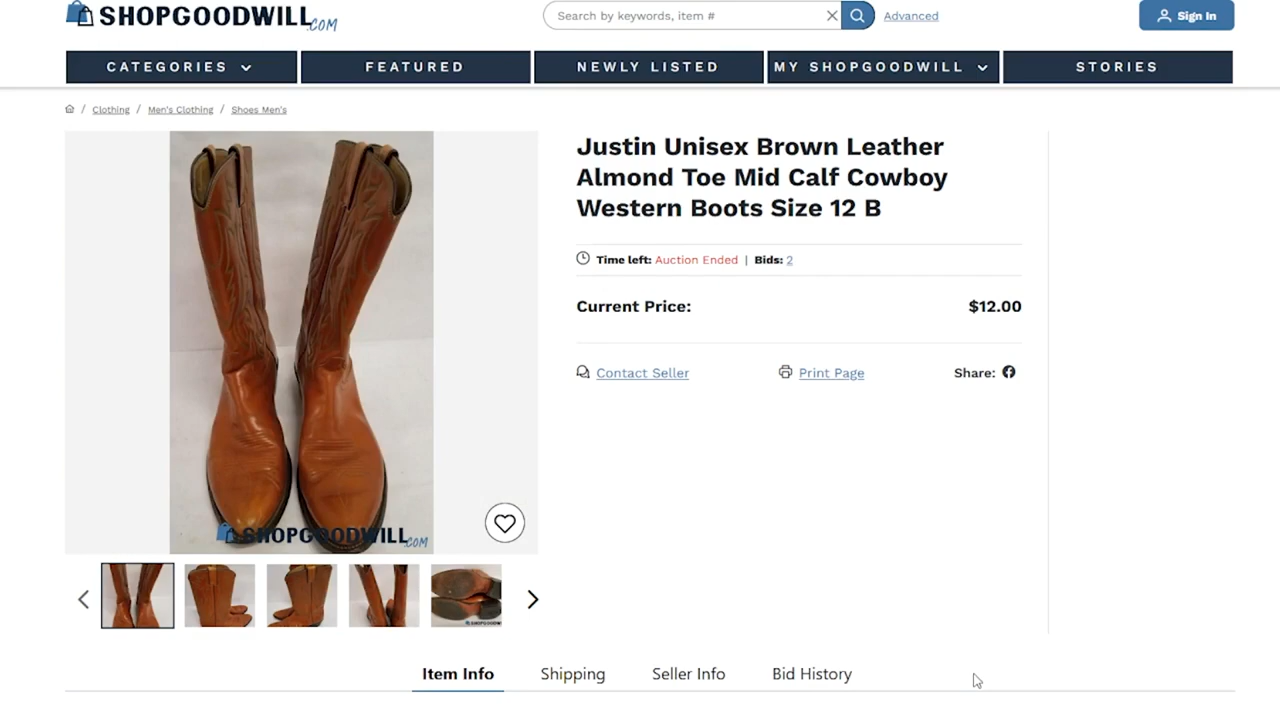 SHOPGOODWILL.COM
Search by keywords, item #
Advanced
Sign In
CATEGORIES
FEATURED
NEWLY LISTED
MY SHOPGOODWILL
STORIES
/ Clothing / Men's Clothing / Shoes Men's
Justin Unisex Brown Leather
Almond Toe Mid Calf Cowboy
Western Boots Size 12 B
Time left: Auction Ended | Bids: 2
Current Price: $12.00
Contact Seller
Print Page
Share:
SHOPGOODWILL.COM
SHOPGOODWI
Item Info
Shipping
Seller Info
Bid History